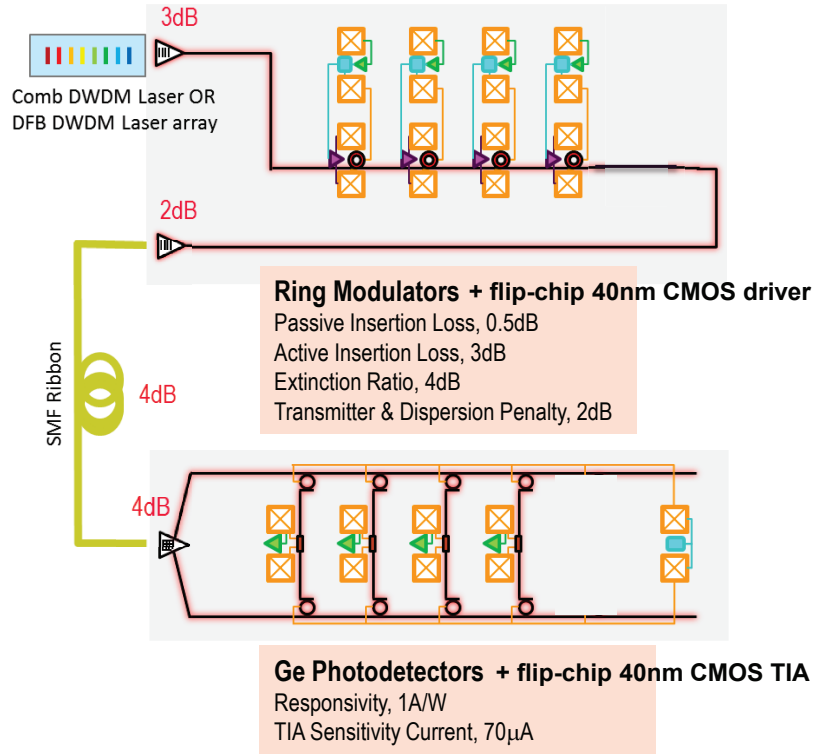 3dB
Comb DWDM Laser OR
DFB DWDM Laser array
2dB
Ring Modulators + flip-chip 40nm CMOS driver
Passive Insertion Loss, 0.5dB
Active Insertion Loss, 3dB
Extinction Ratio, 4dB
Transmitter & Dispersion Penalty, 2dB
SMF Ribbon
4dB
4dB
Ge Photodetectors + flip-chip 40nm CMOS TIA
Responsivity, 1A/W
TIA Sensitivity Current, 70μA